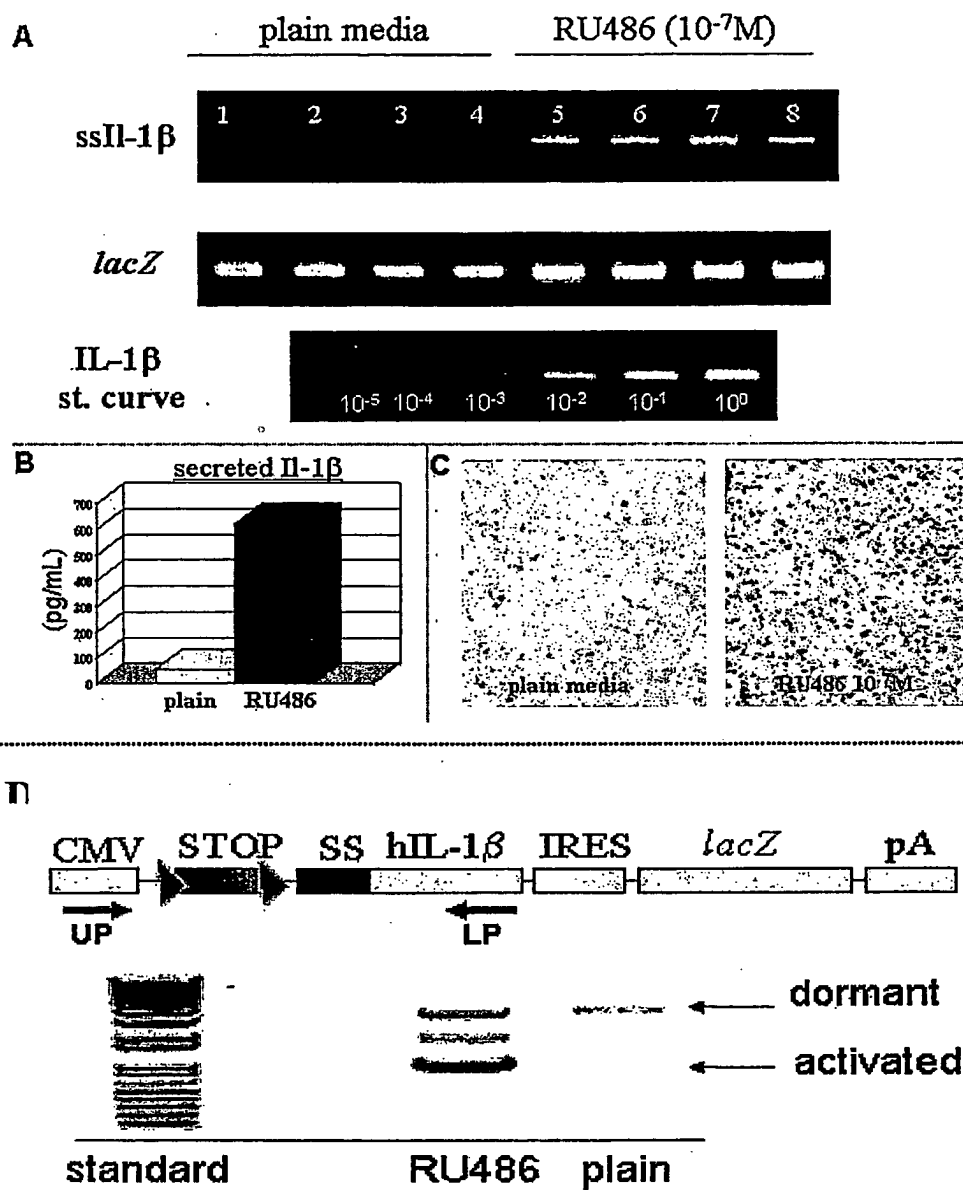 A
plain media RU486 (10⁻⁷M)
ssIl-1β
1 2 3 4 5 6 7 8
lacZ
IL-1β
st. curve
10⁻⁵ 10⁻⁴ 10⁻³ 10⁻² 10⁻¹ 10⁰
B
secreted Il-1β
(pg/mL)
700
600
500
400
300
200
100
0
plain RU486
C
plain media
RU486 10 M
D
CMV STOP SS hIL-1β IRES lacZ pA
UP LP
dormant
activated
standard RU486 plain